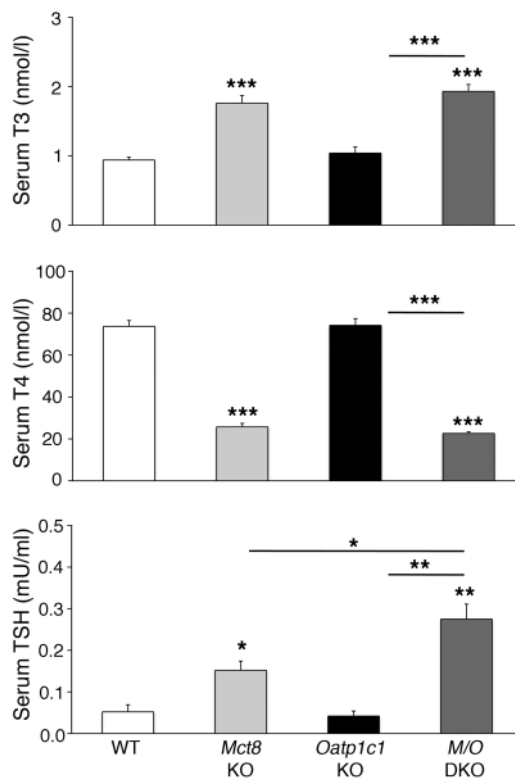 Serum T3 (nmol/l)
3
2
1
0
***
***
***
Serum T4 (nmol/l)
100
80
60
40
20
0
***
***
***
Serum TSH (mU/ml)
0.5
0.4
0.3
0.2
0.1
0.0
*
**
*
**
WT
Mct8
KO
Oatp1c1
KO
M/O
DKO